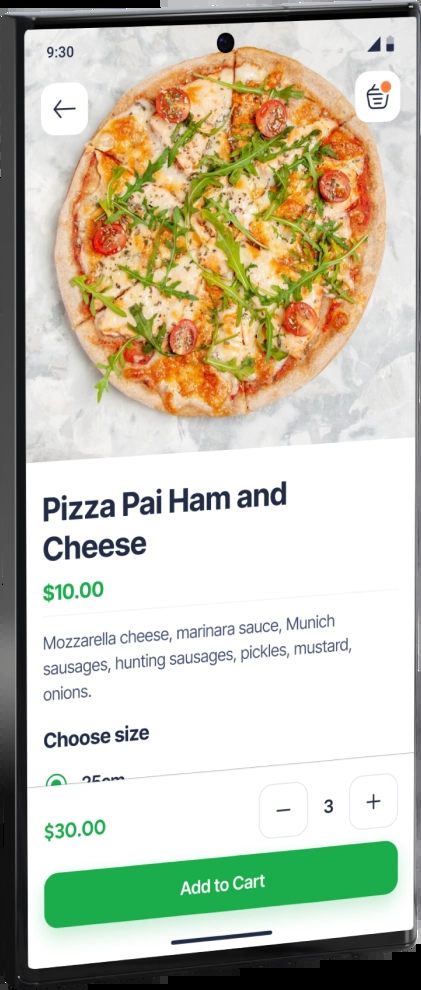 9:30
Pizza Pai Ham and
Cheese
$10.00
Mozzarella cheese, marinara sauce, Munich
sausages, hunting sausages, pickles, mustard,
onions.
Choose size
25cm
$30.00
3
Add to Cart